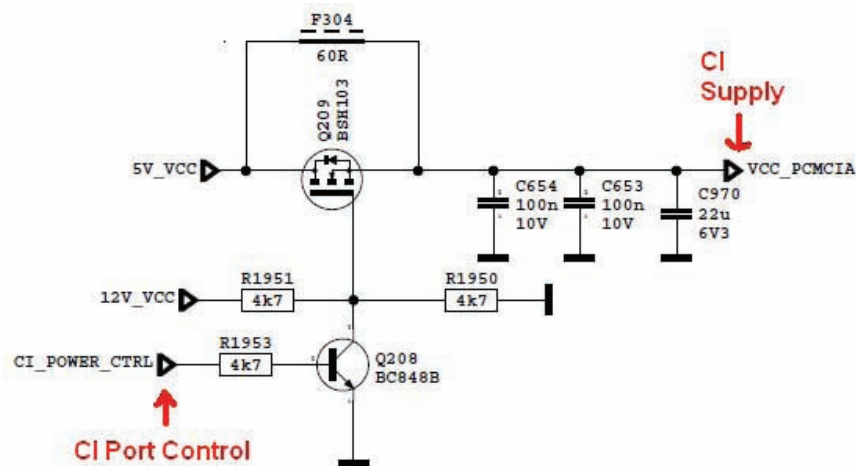 F304
60R
Q209
BSH103
CI
Supply
5V_VCC
VCC_PCMCIA
C654
100n
10V
C653
100n
10V
C970
22u
6V3
R1951
4k7
R1950
4k7
12V_VCC
R1953
4k7
CI_POWER_CTRL
Q208
BC848B
CI Port Control